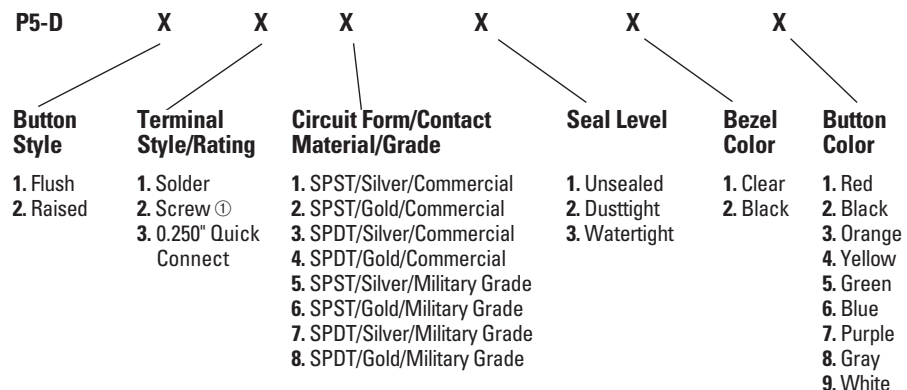 P5-D X X X X X X
Button Style
1. Flush
2. Raised
Terminal Style/Rating
1. Solder
2. Screw ①
3. 0.250" Quick Connect
Circuit Form/Contact Material/Grade
1. SPST/Silver/Commercial
2. SPST/Gold/Commercial
3. SPDT/Silver/Commercial
4. SPDT/Gold/Commercial
5. SPST/Silver/Military Grade
6. SPST/Gold/Military Grade
7. SPDT/Silver/Military Grade
8. SPDT/Gold/Military Grade
Seal Level
1. Unsealed
2. Dusttight
3. Watertight
Bezel Color
1. Clear
2. Black
Button Color
1. Red
2. Black
3. Orange
4. Yellow
5. Green
6. Blue
7. Purple
8. Gray
9. White